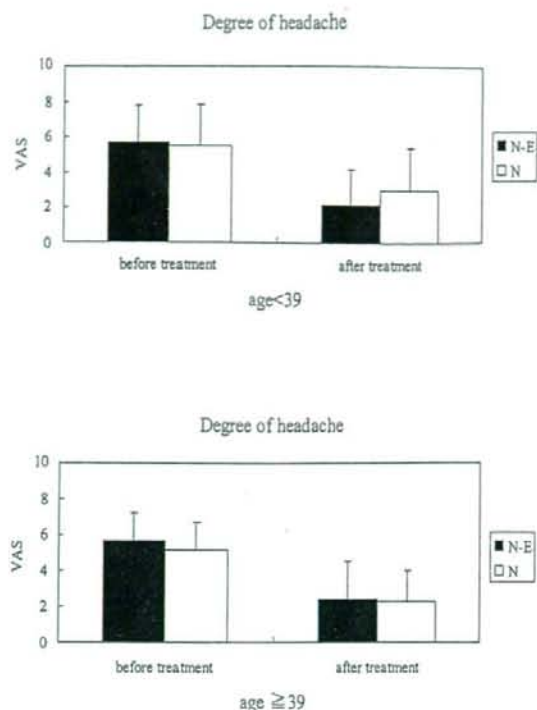 Degree of headache
10
8
6
4
2
0
VAS
N-E
N
before treatment after treatment
age<39
Degree of headache
10
8
6
4
2
0
VAS
N-E
N
before treatment after treatment
age ≧39